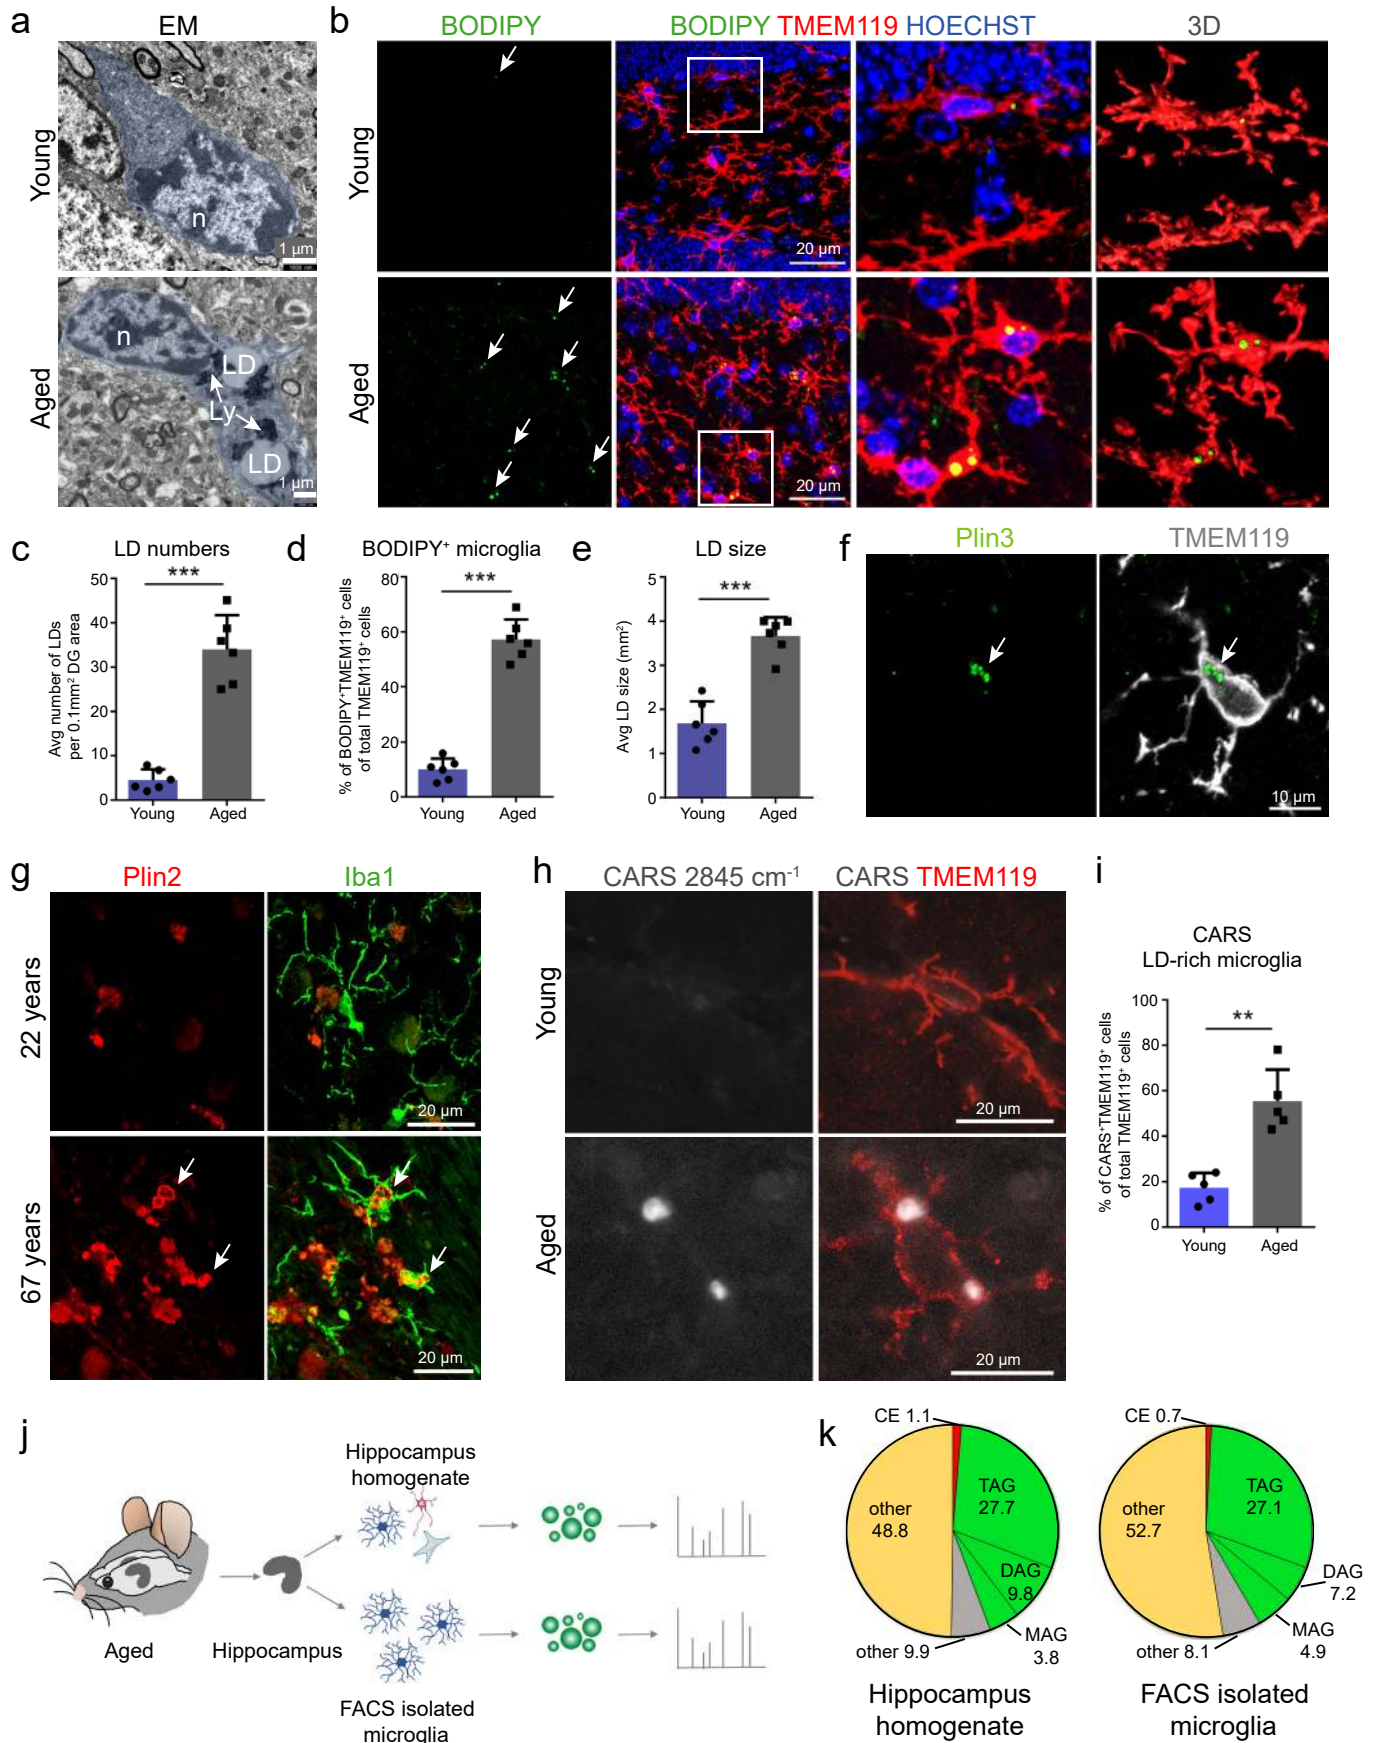 a
EM
Young
n
1 µm
Aged
n
LD
Ly
LD
1 µm
b
BODIPY
BODIPY TMEM119 HOECHST
3D
Young
20 µm
Aged
20 µm
c
LD numbers
***
Avg number of LDs
per 0.1mm² DG area
50
40
30
20
10
0
Young
Aged
d
BODIPY⁺ microglia
***
% of BODIPY⁺TMEM119⁺ cells
of total TMEM119⁺ cells
80
60
40
20
0
Young
Aged
e
LD size
***
Avg LD size (mm²)
5
4
3
2
1
0
Young
Aged
f
Plin3
TMEM119
10 µm
g
Plin2
Iba1
22 years
20 µm
67 years
20 µm
h
CARS 2845 cm⁻¹
CARS TMEM119
Young
20 µm
Aged
20 µm
i
CARS
LD-rich microglia
**
% of CARS⁺TMEM119⁺ cells
of total TMEM119⁺ cells
100
80
60
40
20
0
Young
Aged
j
Aged
Hippocampus
Hippocampus
homogenate
FACS isolated
microglia
k
CE 1.1
TAG
27.7
DAG
9.8
MAG
3.8
other 9.9
other
48.8
Hippocampus
homogenate
CE 0.7
TAG
27.1
DAG
7.2
MAG
4.9
other 8.1
other
52.7
FACS isolated
microglia